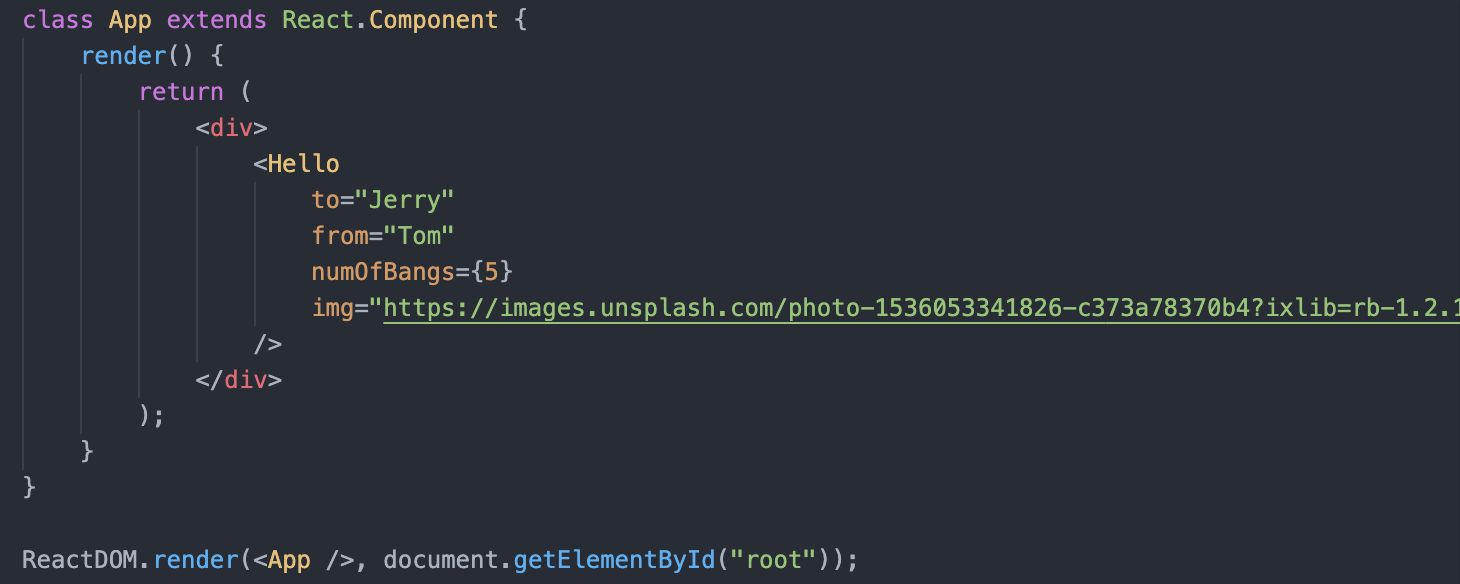 class App extends React.Component {
    render() {
        return (
            <div>
                <Hello
                    to="Jerry"
                    from="Tom"
                    numOfBangs={5}
                    img="https://images.unsplash.com/photo-1536053341826-c373a78370b4?ixlib=rb-1.2.1
                />
            </div>
        );
    }
}

ReactDOM.render(<App />, document.getElementById("root"));